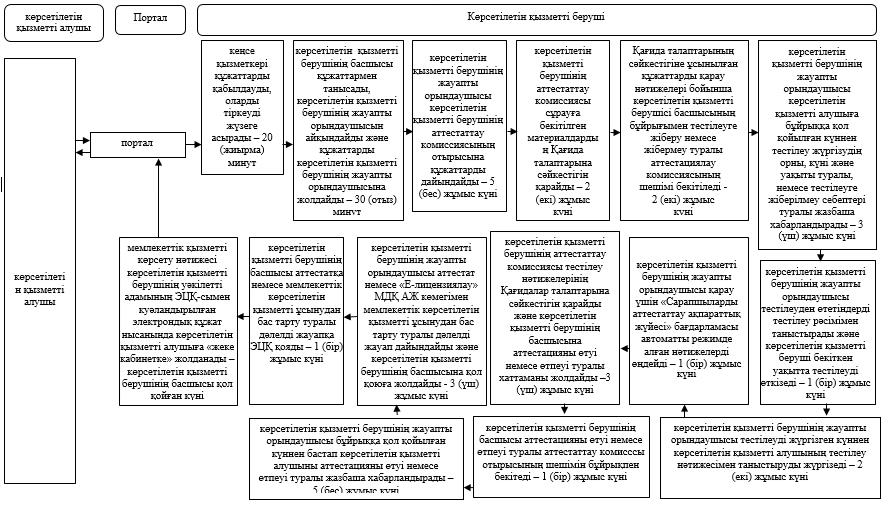 көрсетілетін
қызметті алушы
Портал
Көрсетілетін қызметті беруші
көрсетілеті
н қызметті
алушы
портал
кеңсе
қызметкері
құжаттарды
қабылдауды,
оларды
тіркеуді
жүзеге
асырады – 20
(жиырма)
минут
көрсетілетін қызметті
берушінің басшысы
құжаттармен
танысады,
көрсетілетін қызметті
берушінің жауапты
орындаушысын
айқындайды және
құжаттарды
көрсетілетін қызметті
берушінің жауапты
орындаушысына
жолдайды – 30 (отыз)
минут
көрсетілетін
қызметті берушінің
жауапты
орындаушысы
көрсетілетін
қызметті берушінің
аттестаттау
комиссиясының
отырысына
құжаттарды
дайындайды – 5
(бес) жұмыс күні
көрсетілетін
қызметті
берушінің
аттестаттау
комиссиясы
сұрауға
бекітілген
материалдарды
ң Қағида
талаптарына
сәйкестігін
қарайды – 2
(екі) жұмыс
күні
Қағида талаптарының
сәйкестігіне ұсынылған
құжаттарды қарау
нәтижелері бойынша
көрсетілетін қызметті
берушісі басшысының
бұйрығымен тестілеуге
жіберу немесе
жібермеу туралы
аттестациялау
комиссиясының
шешімі бекітіледі -
2 (екі) жұмыс
күні
көрсетілетін
қызметті берушінің
жауапты
орындаушысы
көрсетілетін
қызметті алушыға
бұйрыққа қол
қойылған күннен
тестілеу жүргізудің
орны, күні және
уақыты туралы,
немесе тестілеуге
жіберілмеу себептері
туралы жазбаша
хабарландырады – 3
(үш) жұмыс күні
мемлекеттік қызметті
көрсету нәтижесі
көрсетілетін қызметті
берушінің уәкілетті
адамының ЭЦҚ-сымен
куәландырылған
электрондық құжат
нысанында көрсетілетін
қызметті алушыға «жеке
кабинетке» жолданады –
көрсетілетін қызметті
берушінің басшысы қол
қойған күні
көрсетілетін
қызметті берушінің
басшысы аттестатқа
немесе мемлекеттік
көрсетілетін
қызметті ұсынудан
бас тарту туралы
дәлелді жауапқа
ЭЦҚ қояды – 1 (бір)
жұмыс күні
көрсетілетін қызметті
берушінің жауапты
орындаушысы аттестат
немесе «Е-лицензиялау»
МДҚ АЖ көмегімен
мемлекеттік көрсетілетін
қызметті ұсынудан бас
тарту туралы дәлелді
жауап дайындайды және
көрсетілетін қызметті
берушінің басшысына қол
қоюға жолдайды - 3 (үш)
жұмыс күні
көрсетілетін қызметті
берушінің аттестаттау
комиссиясы тестілеу
нәтижелерінің
Қағидалар талаптарына
сәйкестігін қарайды
және көрсетілетін
қызметті берушінің
басшысына
аттестацияны өтуі
немесе өтпеуі туралы
хаттаманы жолдайды –3
(үш) жұмыс күні
көрсетілетін қызметті
берушінің жауапты
орындаушысы қарау
үшін «Сарапшыларды
аттестаттау ақпараттық
жүйесі» бағдарламасы
автоматты режимде
алған нәтижелерді
өңдейді – 1 (бір) жұмыс
күні
көрсетілетін қызметті
берушінің жауапты
орындаушысы
тестілеуден өтетіндерді
тестілеу рәсімімен
таныстырады және
көрсетілетін қызметті
беруші бекіткен
уақытта тестілеуді
өткізеді – 1 (бір) жұмыс
күні
көрсетілетін қызметті берушінің жауапты
орындаушысы бұйрыққа қол қойылған
күннен бастап көрсетілетін қызметті
алушыны аттестацияны өтуі немесе
өтпеуі туралы жазбаша хабарландырады –
5 (бес) жұмыс күні
көрсетілетін қызметті берушінің
басшысы аттестацияны өтуі немесе
өтпеуі туралы аттестаттау комисссы
отырысының шешімін бұйрықпен
бекітеді – 1 (бір) жұмыс күні
көрсетілетін қызметті берушінің жауапты
орындаушысы тестілеуді жүргізген күннен
көрсетілетін қызметті алушының тестілеу
нәтижесімен таныстыруды жүргізеді – 2
(екі) жұмыс күні